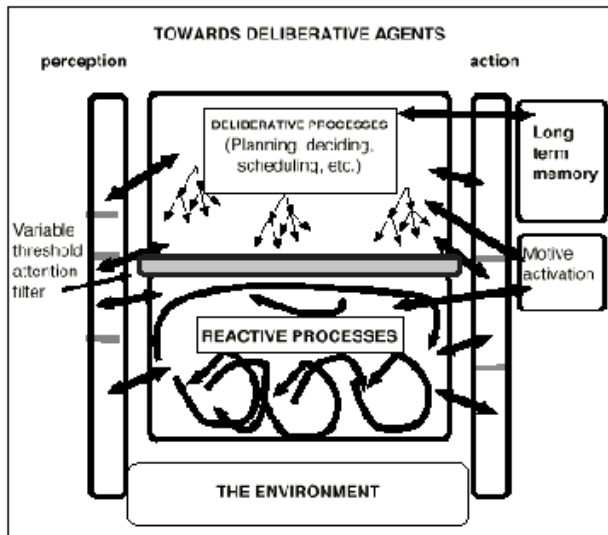 TOWARDS DELIBERATIVE AGENTS
perception
action
DELIBERATIVE PROCESSES
(Planning, deciding,
scheduling, etc.)
Long
term
memory
Variable
threshold
attention
filter
Motive
activation
REACTIVE PROCESSES
THE ENVIRONMENT